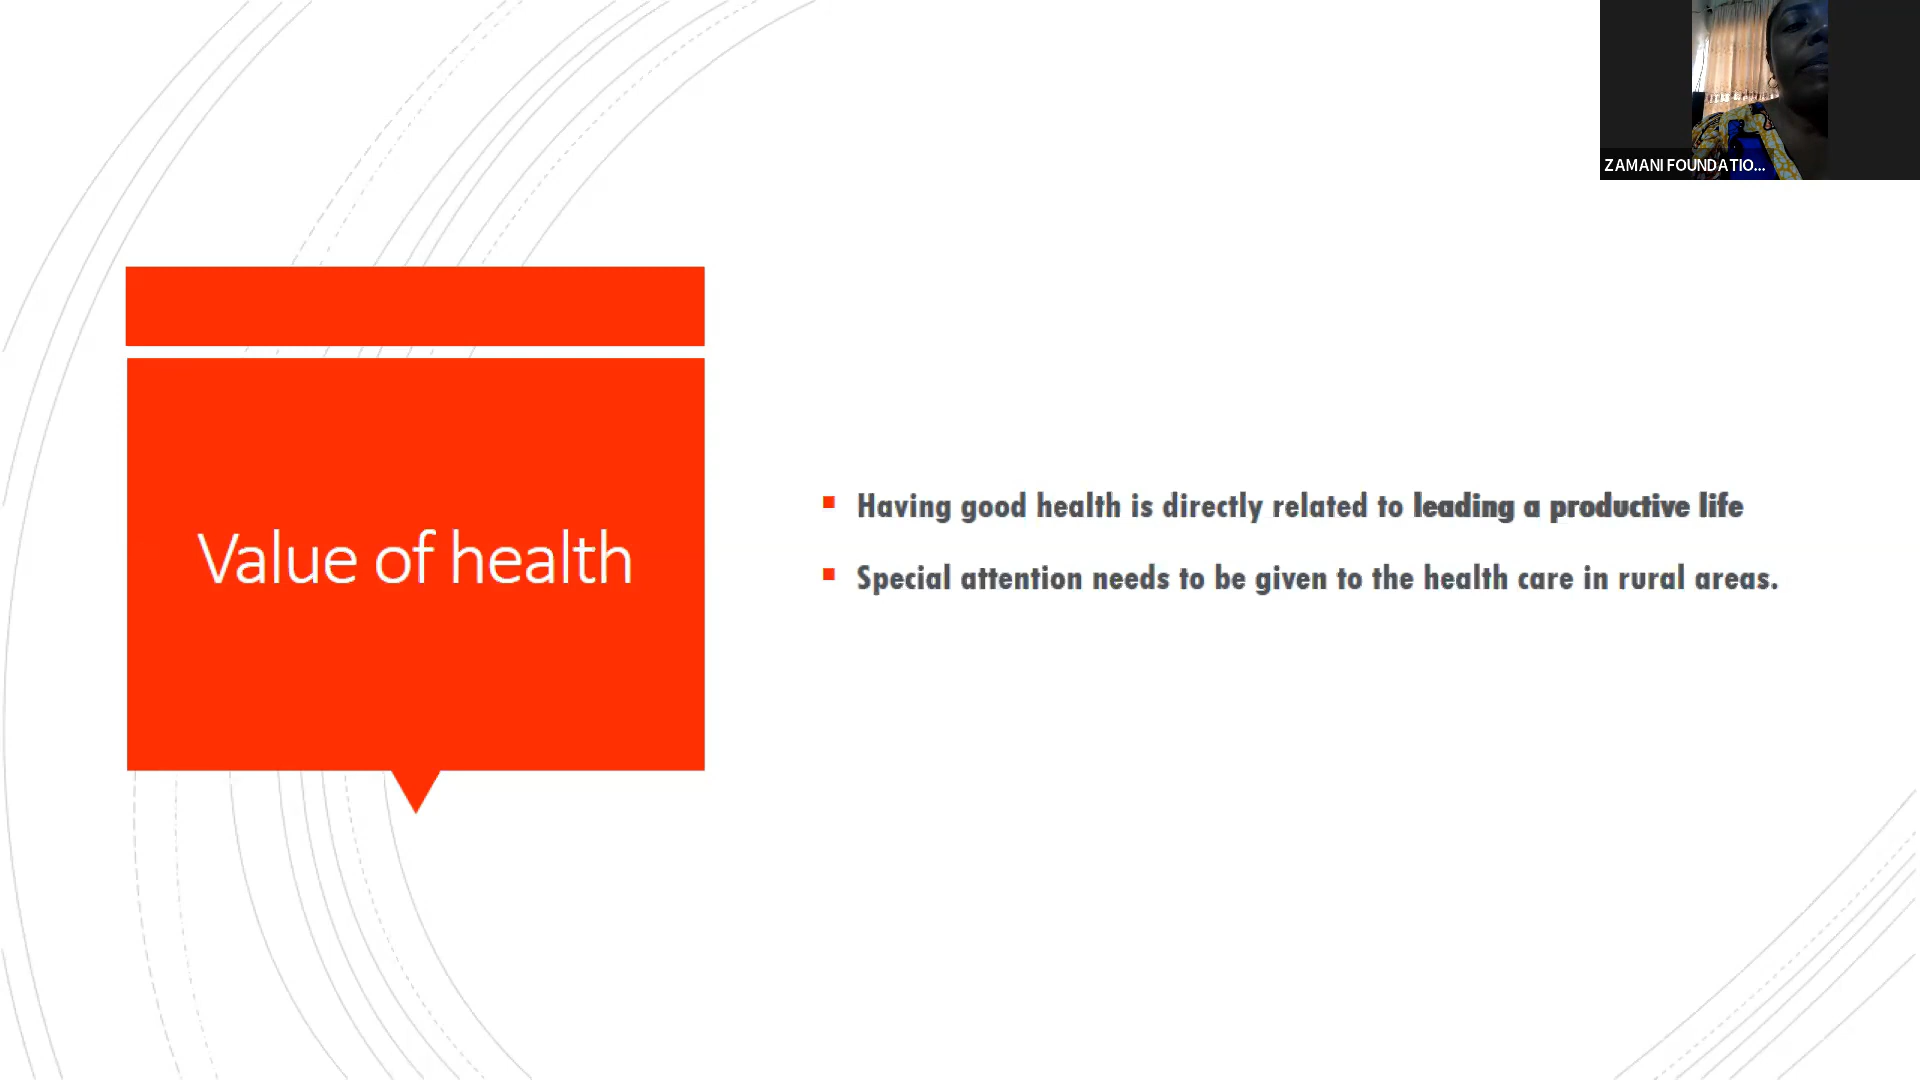 ZAMANI FOUNDATIO...
Value of health
Having good health is directly related to leading a productive life
Special attention needs to be given to the health care in rural areas.